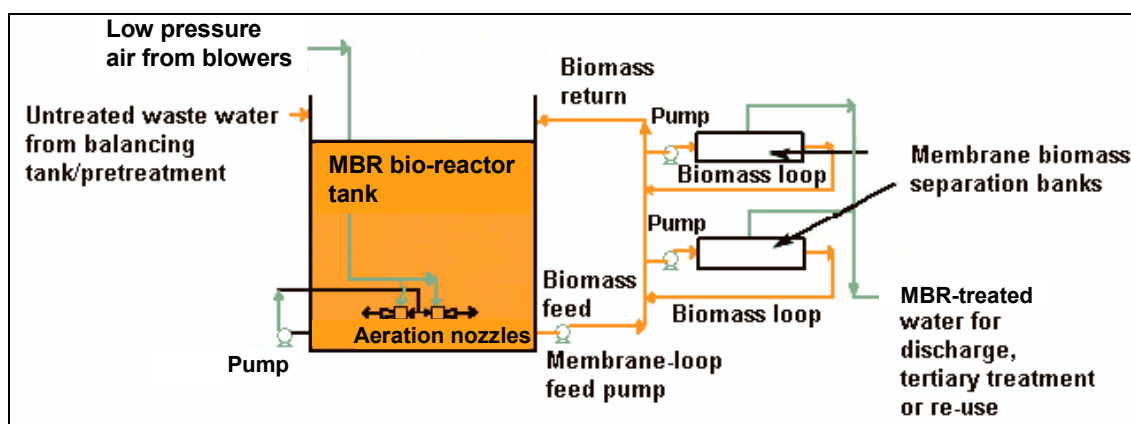 Low pressure
air from blowers
Untreated waste water
from balancing
tank/pretreatment
MBR bio-reactor
tank
Aeration nozzles
Pump
Biomass
return
Biomass
feed
Membrane-loop
feed pump
Pump
Biomass loop
Pump
Biomass loop
Membrane biomass
separation banks
MBR-treated
water for
discharge,
tertiary treatment
or re-use